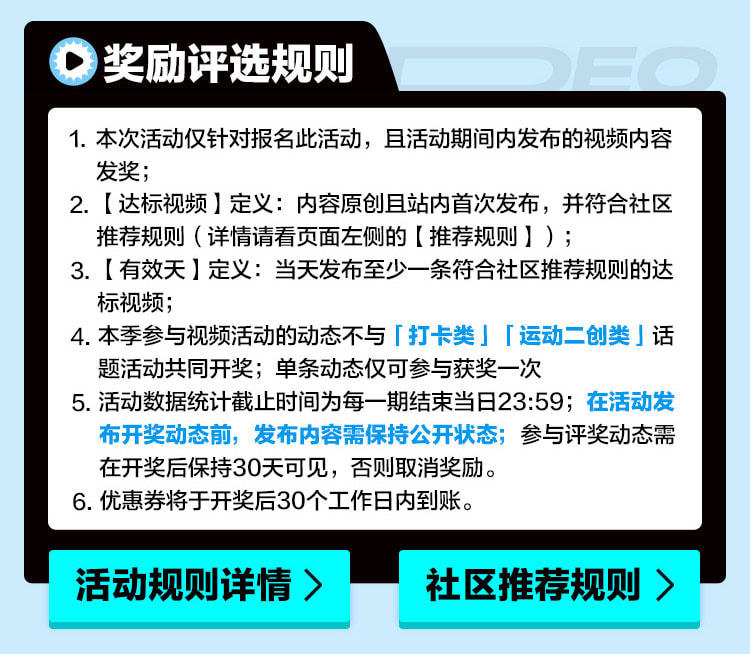 奖励评选规则
DEO
1. 本次活动仅针对报名此活动，且活动期间内发布的视频内容
发奖；
2.【达标视频】定义：内容原创且站内首次发布，并符合社区
推荐规则（详情请看页面左侧的【推荐规则】）；
3.【有效天】定义：当天发布至少一条符合社区推荐规则的达
标视频；
4. 本季参与视频活动的动态不与「打卡类」「运动二创类」话
题活动共同开奖；单条动态仅可参与获奖一次
5. 活动数据统计截止时间为每一期结束当日23:59；在活动发
布开奖动态前，发布内容需保持公开状态；参与评奖动态需
在开奖后保持30天可见，否则取消奖励。
6. 优惠券将于开奖后30个工作日内到账。
活动规则详情 >
社区推荐规则 >